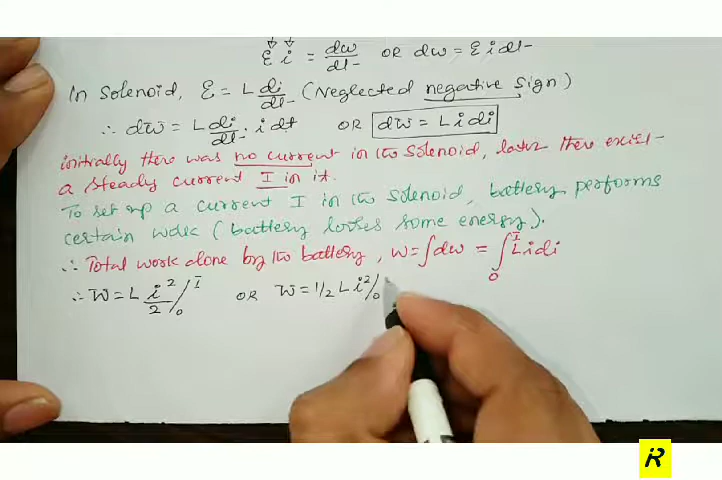 ε i = dw/dt OR dw = ε i dt
In Solenoid, ε = L di/dt (Neglected negative sign)
∴ dw = L di/dt . i dt OR dw = L i di
initially there was no current in the solenoid, later there exist
a steady current I in it.
To set up a current I in the solenoid, battery performs
certain work (battery losses some energy).
∴ Total work done by the battery, w = ∫dw = ∫₀ᴵ L i di
∴ W = L i²/2 /₀ᴵ OR W = 1/2 L i²/₀
R